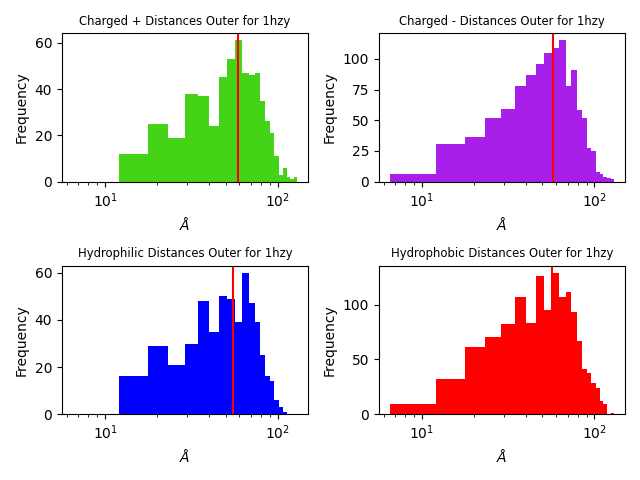 Charged + Distances Outer for 1hzy
Frequency
60
40
20
0
10¹
10²
Å
Charged - Distances Outer for 1hzy
Frequency
100
75
50
25
0
10¹
10²
Å
Hydrophilic Distances Outer for 1hzy
Frequency
60
40
20
0
10¹
10²
Å
Hydrophobic Distances Outer for 1hzy
Frequency
100
50
0
10¹
10²
Å